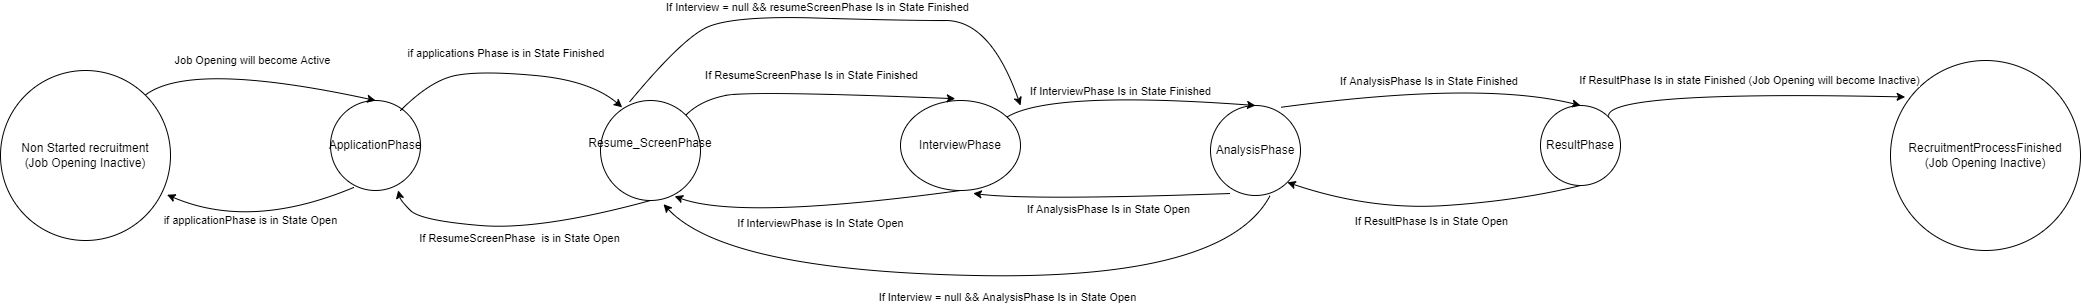 If Interview = null && resumeScreenPhase Is in State Finished
Job Opening will become Active
if applications Phase is in State Finished
If ResumeScreenPhase Is in State Finished
If InterviewPhase Is in State Finished
If AnalysisPhase Is in State Finished
If ResultPhase Is in state Finished (Job Opening will become Inactive)
Non Started recruitment
(Job Opening Inactive)
ApplicationPhase
Resume_ScreenPhase
InterviewPhase
AnalysisPhase
ResultPhase
RecruitmentProcessFinished
(Job Opening Inactive)
if applicationPhase is in State Open
If ResumeScreenPhase  is in State Open
If InterviewPhase is In State Open
If AnalysisPhase Is in State Open
If ResultPhase Is in State Open
If Interview = null && AnalysisPhase Is in State Open